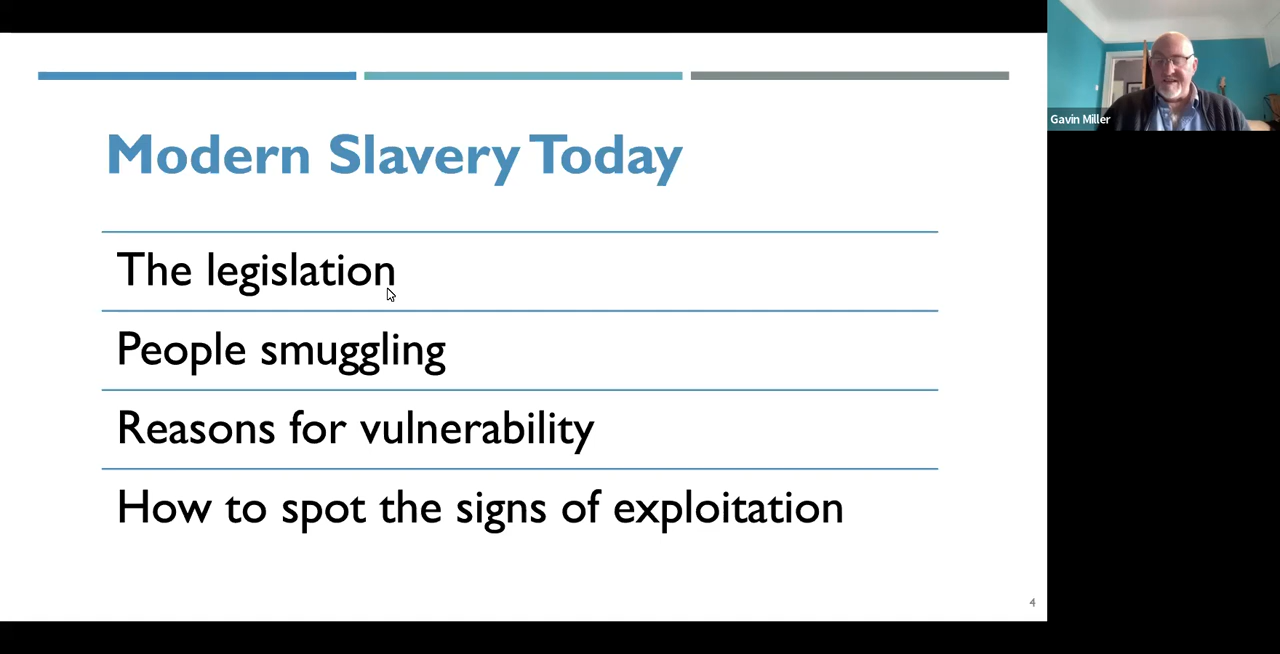 Modern Slavery Today
The legislation
People smuggling
Reasons for vulnerability
How to spot the signs of exploitation
4
Gavin Miller